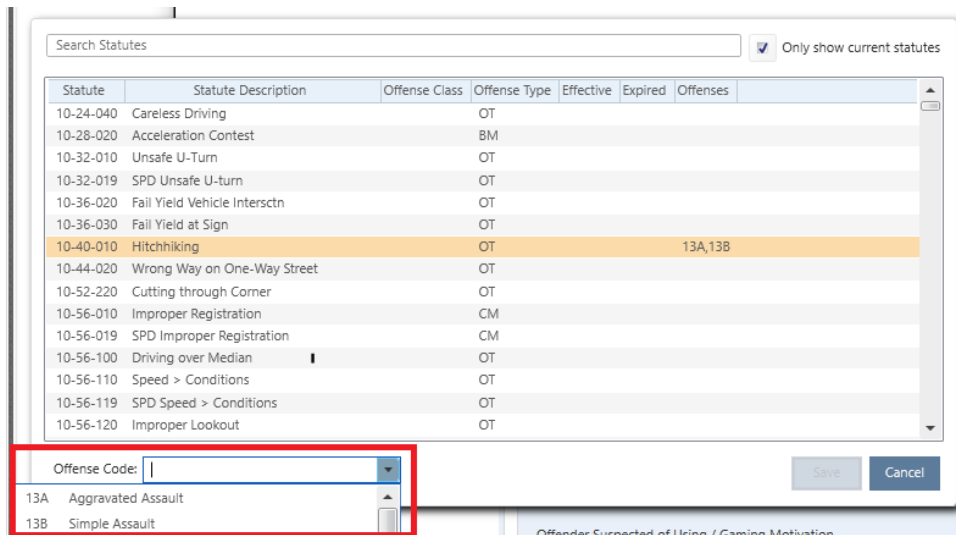 Search Statutes
Only show current statutes
Statute Statute Description Offense Class Offense Type Effective Expired Offenses
10-24-040 Careless Driving OT
10-28-020 Acceleration Contest BM
10-32-010 Unsafe U-Turn OT
10-32-019 SPD Unsafe U-turn OT
10-36-020 Fail Yield Vehicle Intersctn OT
10-36-030 Fail Yield at Sign OT
10-40-010 Hitchhiking OT 13A,13B
10-44-020 Wrong Way on One-Way Street OT
10-52-220 Cutting through Corner OT
10-56-010 Improper Registration CM
10-56-019 SPD Improper Registration CM
10-56-100 Driving over Median OT
10-56-110 Speed > Conditions OT
10-56-119 SPD Speed > Conditions OT
10-56-120 Improper Lookout OT
Offense Code:
Save Cancel
13A Aggravated Assault
13B Simple Assault
Offender Suspected of Using / Gaming Motivation